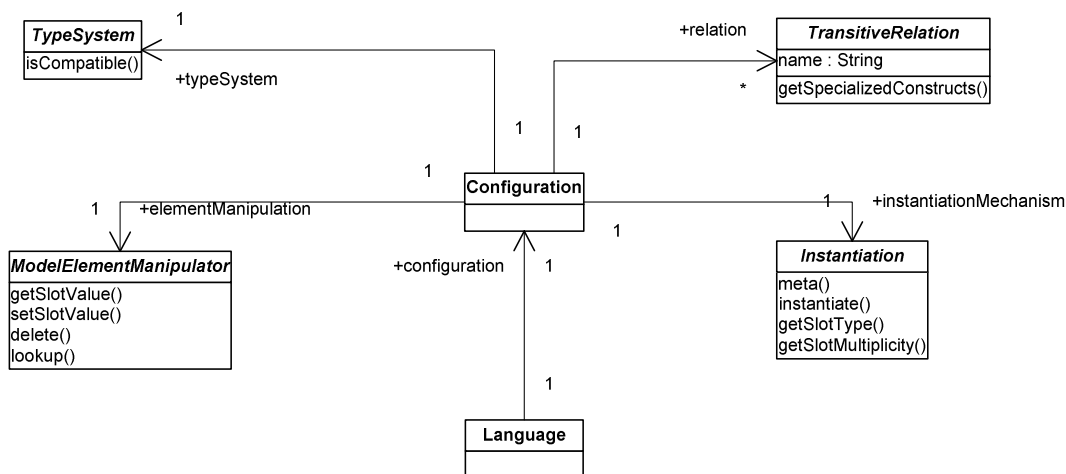 1
TypeSystem
isCompatible()
+typeSystem
+relation
*
TransitiveRelation
name : String
getSpecializedConstructs()
1
1
1
Configuration
1
+elementManipulation
1
+instantiationMechanism
1
ModelElementManipulator
getSlotValue()
setSlotValue()
delete()
lookup()
+configuration
1
Instantiation
meta()
instantiate()
getSlotType()
getSlotMultiplicity()
1
Language